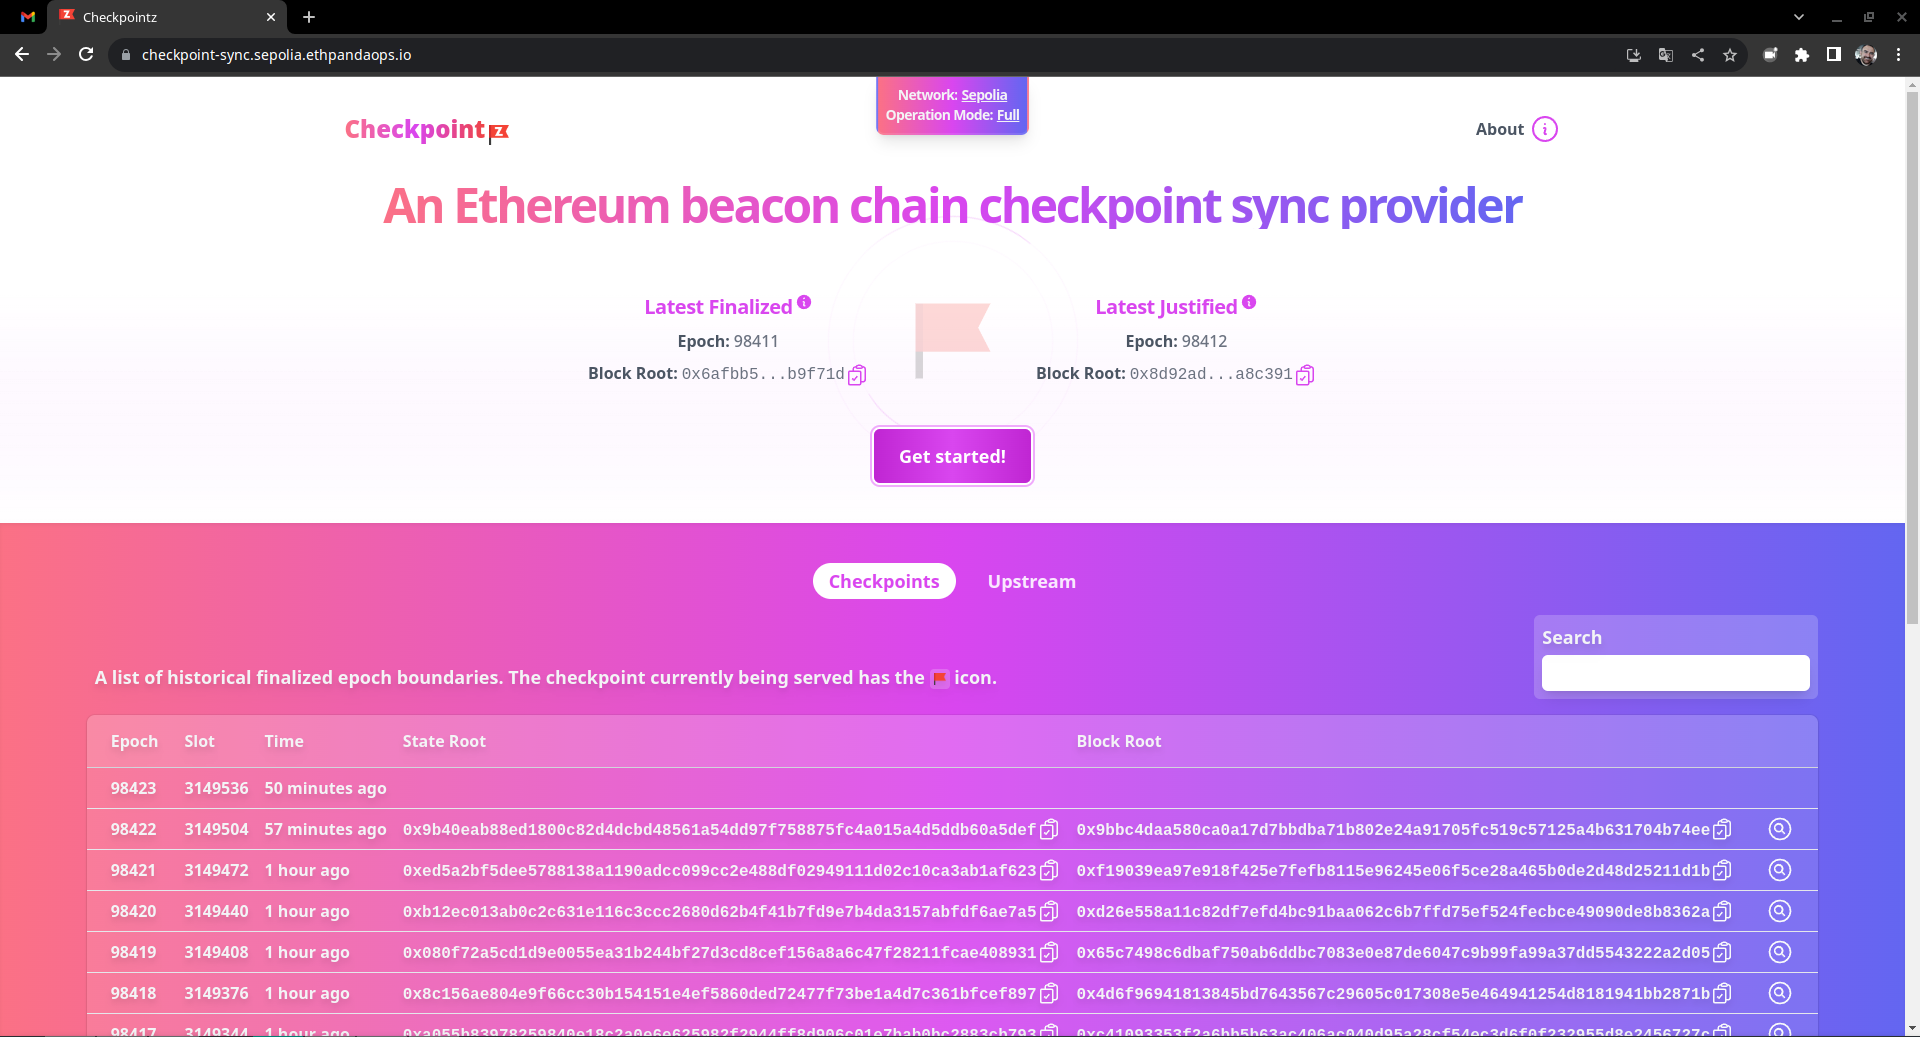 Checkpointz
checkpoint-sync.sepolia.ethpandaops.io
Network: Sepolia
Operation Mode: Full
Checkpoint Z
About
An Ethereum beacon chain checkpoint sync provider
Latest Finalized
Epoch: 98411
Block Root: 0x6afbb5...b9f71d
Latest Justified
Epoch: 98412
Block Root: 0x8d92ad...a8c391
Get started!
Checkpoints Upstream
Search
A list of historical finalized epoch boundaries. The checkpoint currently being served has the icon.
Epoch Slot Time State Root Block Root
98423 3149536 50 minutes ago
98422 3149504 57 minutes ago 0x9b40eab88ed1800c82d4dcbd48561a54dd97f758875fc4a015a4d5ddb60a5def 0x9bbc4daa580ca0a17d7bbdba71b802e24a91705fc519c57125a4b631704b74ee
98421 3149472 1 hour ago 0xed5a2bf5dee5788138a1190adcc099cc2e488df02949111d02c10ca3ab1af623 0xf19039ea97e918f425e7fefb8115e96245e06f5ce28a465b0de2d48d25211d1b
98420 3149440 1 hour ago 0xb12ec013ab0c2c631e116c3ccc2680d62b4f41b7fd9e7b4da3157abfdf6ae7a5 0xd26e558a11c82df7efd4bc91baa062c6b7ffd75ef524fecbce49090de8b8362a
98419 3149408 1 hour ago 0x080f72a5cd1d9e0055ea31b244bf27d3cd8cef156a8a6c47f28211fcae408931 0x65c7498c6dbaf750ab6ddbc7083e0e87de6047c9b99fa99a37dd5543222a2d05
98418 3149376 1 hour ago 0x8c156ae804e9f66cc30b154151e4ef5860ded72477f73be1a4d7c361bfcef897 0x4d6f96941813845bd7643567c29605c017308e5e464941254d8181941bb2871b
98417 3149344 1 hour ago